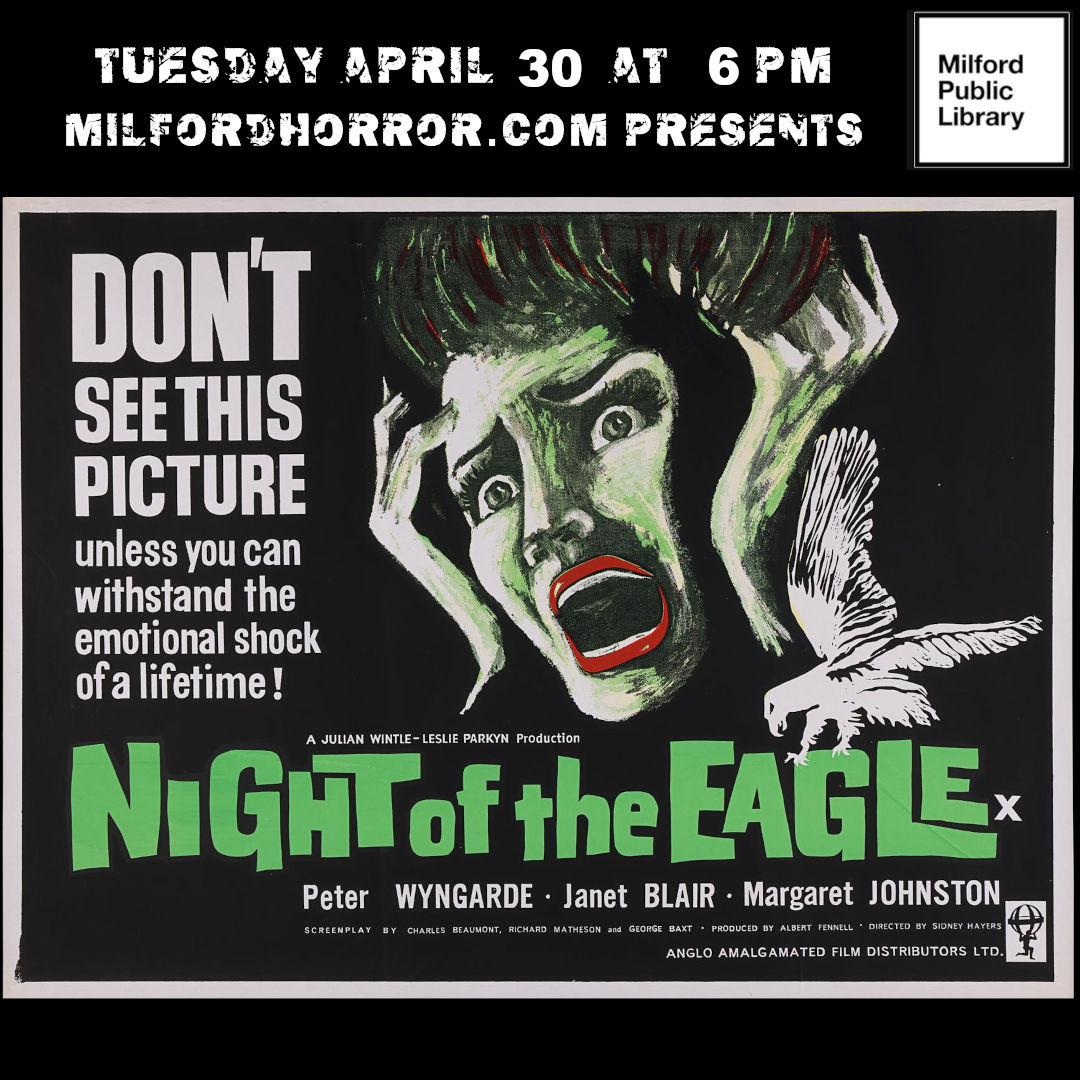 TUESDAY APRIL 30 AT 6 PM
MILFORDHORROR.COM PRESENTS
Milford
Public
Library
DON'T
SEE THIS
PICTURE
unless you can
withstand the
emotional shock
of a lifetime!
A JULIAN WINTLE-LESLIE PARKYN Production
NIGHT of the EAGLE X
Peter WYNGARDE · Janet BLAIR · Margaret JOHNSTON
SCREENPLAY BY CHARLES BEAUMONT, RICHARD MATHESON and GEORGE BAXT · PRODUCED BY ALBERT FENNELL · DIRECTED BY SIDNEY HAYERS
ANGLO AMALGAMATED FILM DISTRIBUTORS LTD.